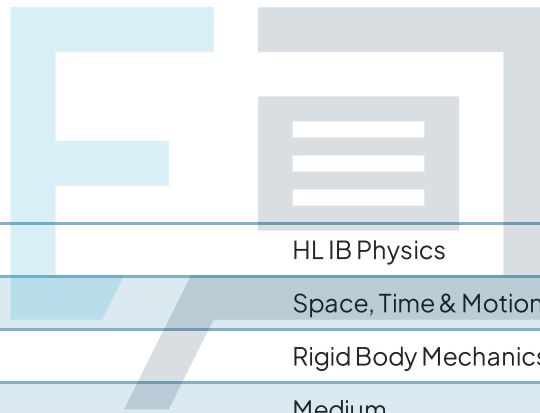 HL IB Physics
Space, Time & Motion
Rigid Body Mechanics
Medium